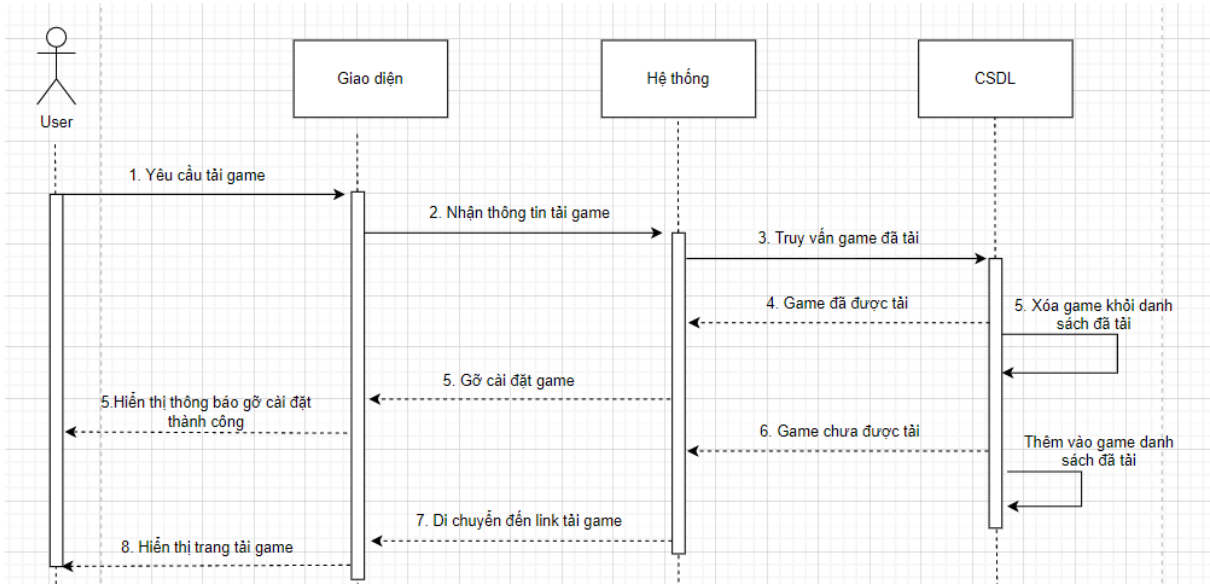 User
Giao diện
Hệ thống
CSDL
1. Yêu cầu tải game
2. Nhận thông tin tải game
3. Truy vấn game đã tải
4. Game đã được tải
5. Xóa game khỏi danh
sách đã tải
5. Gỡ cài đặt game
5.Hiển thị thông báo gỡ cài đặt
thành công
6. Game chưa được tải
Thêm vào game danh
sách đã tải
7. Di chuyển đến link tải game
8. Hiển thị trang tải game